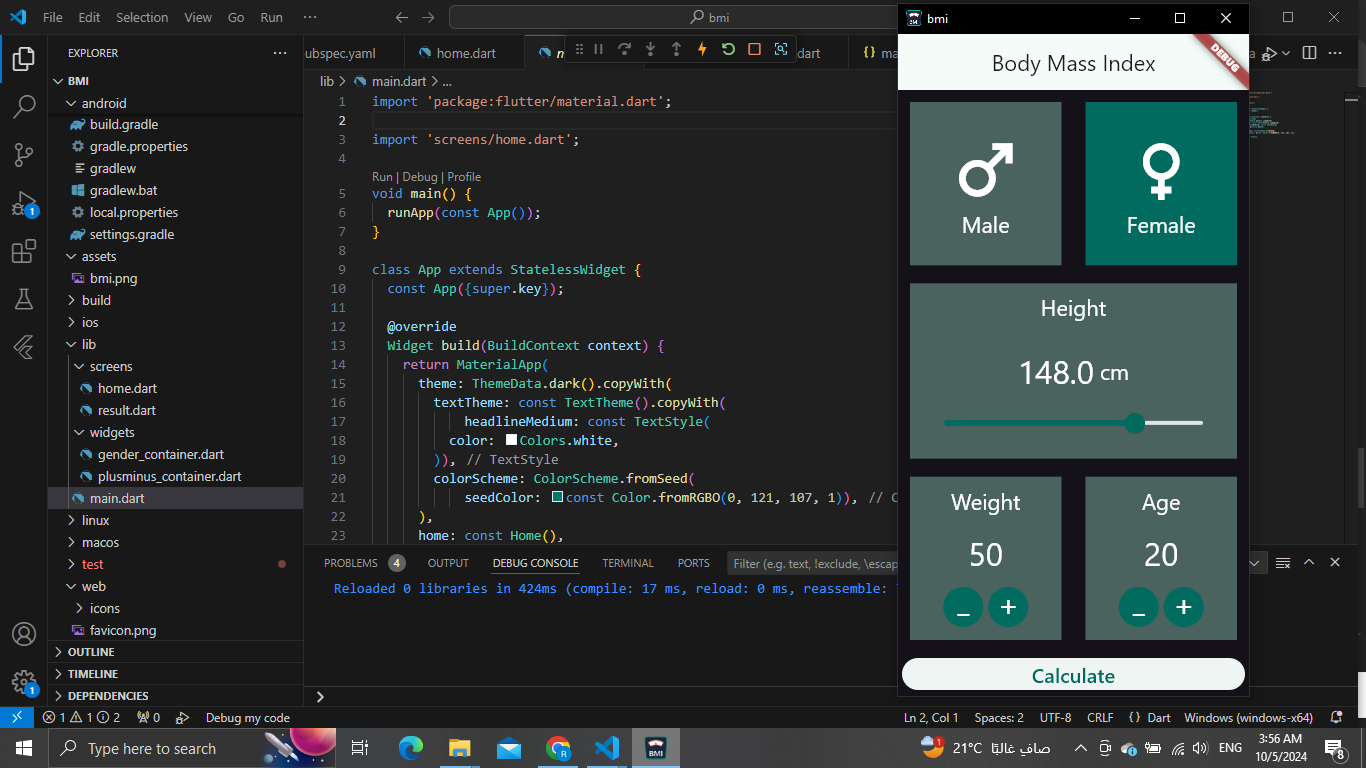 File Edit Selection View Go Run ···
bmi
EXPLORER
BMI
android
build.gradle
gradle.properties
gradlew
gradlew.bat
local.properties
settings.gradle
assets
bmi.png
build
ios
lib
screens
home.dart
result.dart
widgets
gender_container.dart
plusminus_container.dart
main.dart
linux
macos
test
web
icons
favicon.png
OUTLINE
TIMELINE
DEPENDENCIES
1
1
ubspec.yaml
home.dart
dart
{} ma
lib > main.dart > ...
1 import 'package:flutter/material.dart';
2
3 import 'screens/home.dart';
4
Run | Debug | Profile
5 void main() {
6 runApp(const App());
7 }
8
9 class App extends StatelessWidget {
10 const App({super.key});
11
12 @override
13 Widget build(BuildContext context) {
14 return MaterialApp(
15 theme: ThemeData.dark().copyWith(
16 textTheme: const TextTheme().copyWith(
17 headlineMedium: const TextStyle(
18 color: Colors.white,
19 )), // TextStyle
20 colorScheme: ColorScheme.fromSeed(
21 seedColor: const Color.fromRGBO(0, 121, 107, 1)), // C
22 ),
23 home: const Home(),
PROBLEMS 4 OUTPUT DEBUG CONSOLE TERMINAL PORTS
Filter (e.g. text, !exclude, \escap
Reloaded 0 libraries in 424ms (compile: 17 ms, reload: 0 ms, reassemble:
bmi
Body Mass Index
DEBUG
Male
Female
Height
148.0 cm
Weight
50
_ +
Age
20
_ +
Calculate
1 1 2 0 Debug my code
Ln 2, Col 1 Spaces: 2 UTF-8 CRLF {} Dart Windows (windows-x64)
Type here to search
21°C صاف غالبًا
ENG
3:56 AM
10/5/2024
8